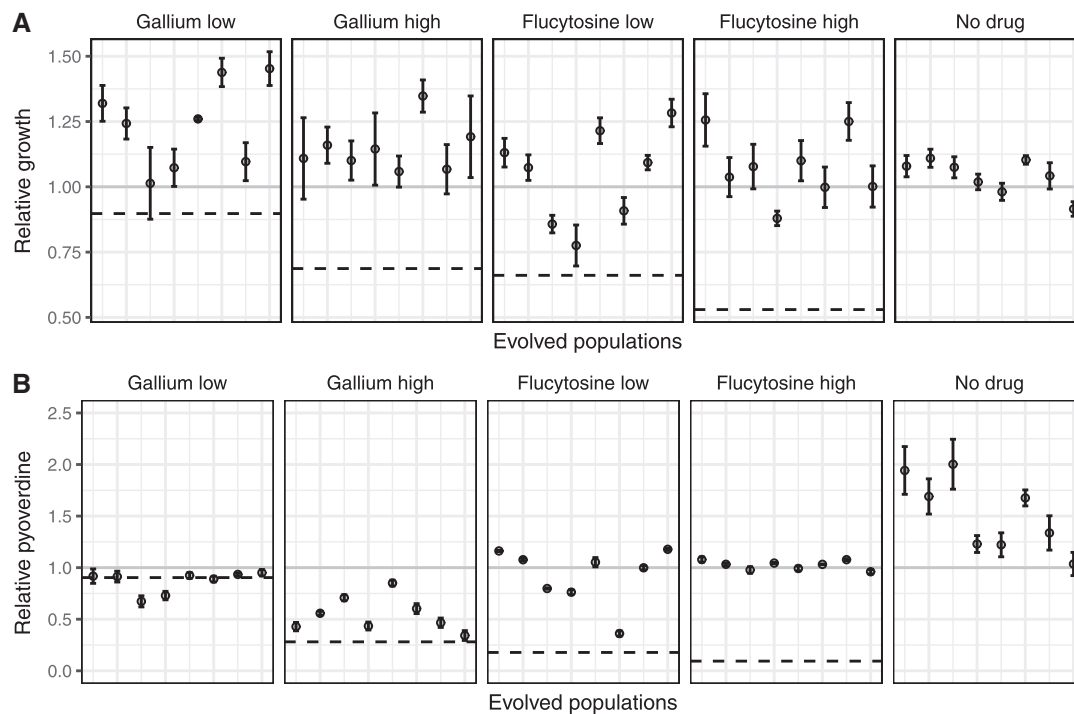 A
Gallium low
Gallium high
Flucytosine low
Flucytosine high
No drug
Relative growth
1.50
1.25
1.00
0.75
0.50
Evolved populations
B
Gallium low
Gallium high
Flucytosine low
Flucytosine high
No drug
Relative pyoverdine
2.5
2.0
1.5
1.0
0.5
0.0
Evolved populations